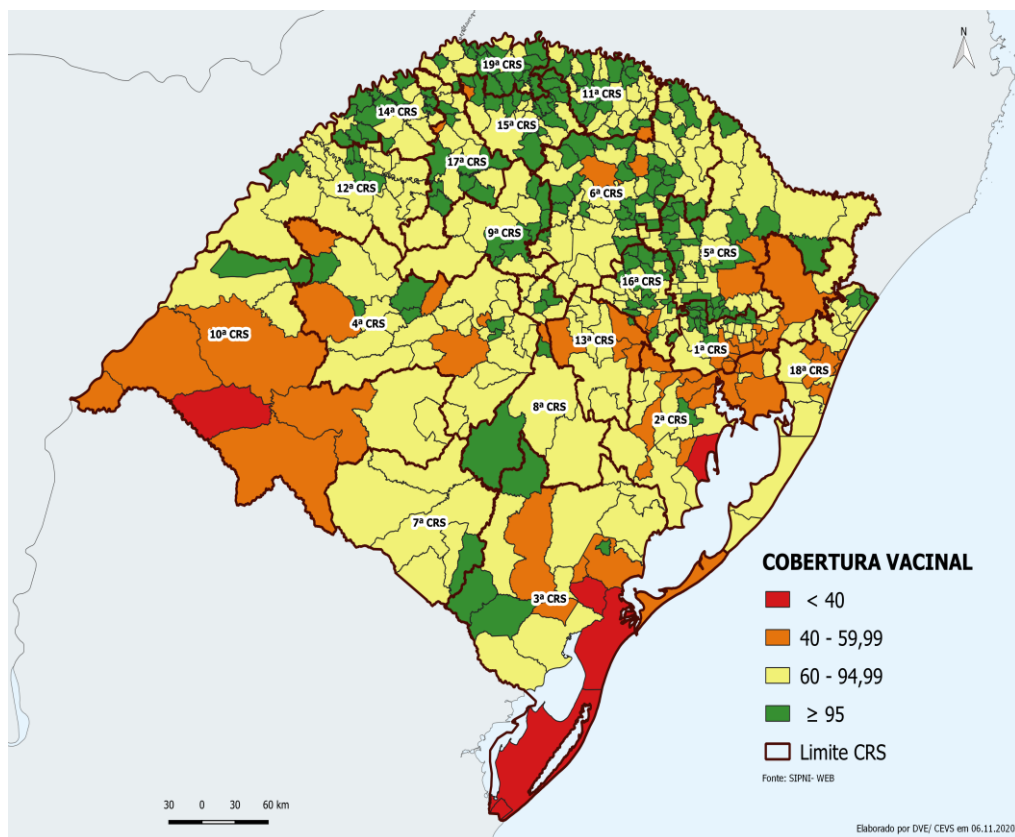 N
19ª CRS
11ª CRS
14ª CRS
15ª CRS
17ª CRS
12ª CRS
6ª CRS
9ª CRS
5ª CRS
16ª CRS
10ª CRS
4ª CRS
13ª CRS
1ª CRS
18ª CRS
8ª CRS
2ª CRS
7ª CRS
3ª CRS
COBERTURA VACINAL
< 40
40 - 59,99
60 - 94,99
≥ 95
Limite CRS
Fonte: SIPNI- WEB
30 0 30 60 km
Elaborado por DVE/ CEVS em 06.11.2020